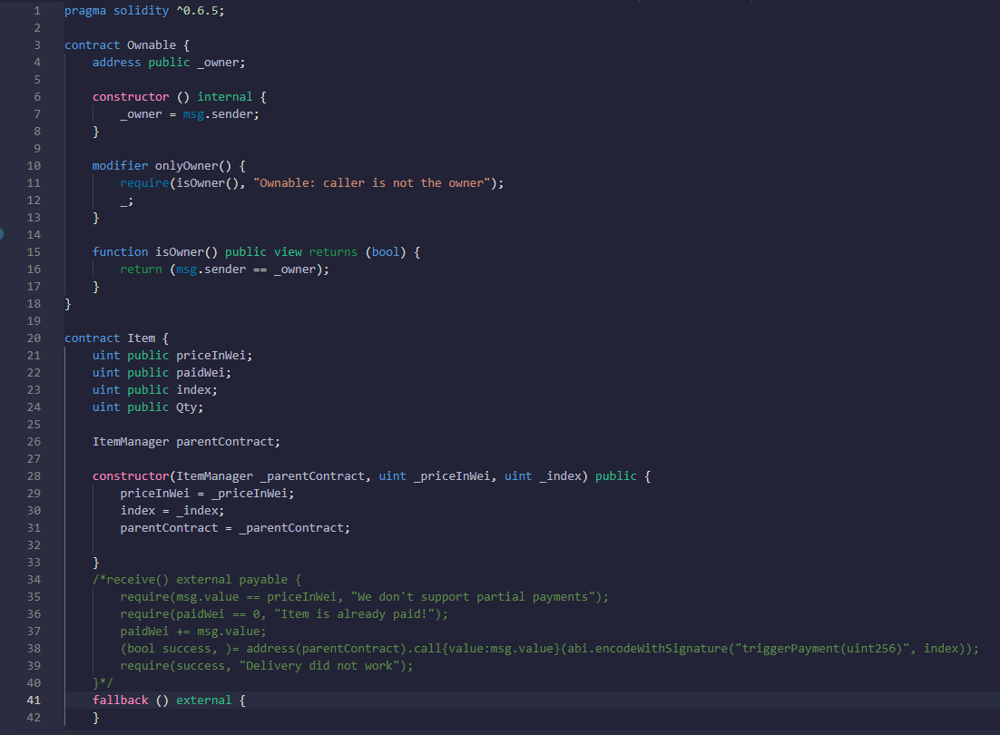 1 pragma solidity ^0.6.5;
2
3 contract Ownable {
4     address public _owner;
5
6     constructor () internal {
7         _owner = msg.sender;
8     }
9
10     modifier onlyOwner() {
11         require(isOwner(), "Ownable: caller is not the owner");
12         _;
13     }
14
15     function isOwner() public view returns (bool) {
16         return (msg.sender == _owner);
17     }
18 }
19
20 contract Item {
21     uint public priceInWei;
22     uint public paidWei;
23     uint public index;
24     uint public Qty;
25
26     ItemManager parentContract;
27
28     constructor(ItemManager _parentContract, uint _priceInWei, uint _index) public {
29         priceInWei = _priceInWei;
30         index = _index;
31         parentContract = _parentContract;
32
33     }
34     /*receive() external payable {
35         require(msg.value == priceInWei, "We don't support partial payments");
36         require(paidWei == 0, "Item is already paid!");
37         paidWei += msg.value;
38         (bool success, )= address(parentContract).call{value:msg.value}(abi.encodeWithSignature("triggerPayment(uint256)", index));
39         require(success, "Delivery did not work");
40     }*/
41     fallback () external {
42     }